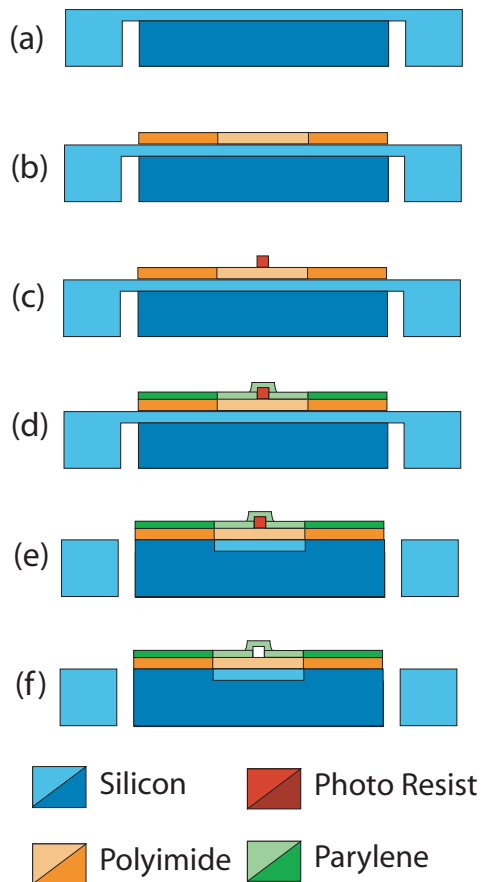 (a)
(b)
(c)
(d)
(e)
(f)
Silicon
Photo Resist
Polyimide
Parylene